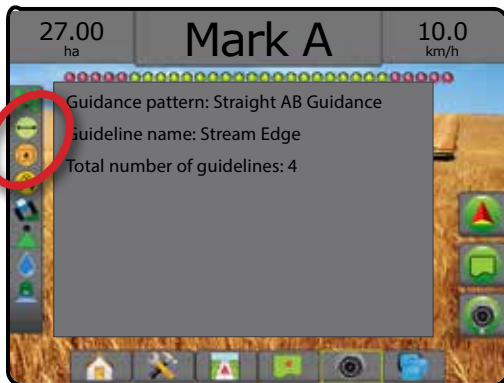 27.00
ha
Mark A
10.0
km/h
Guidance pattern: Straight AB Guidance
Guideline name: Stream Edge
Total number of guidelines: 4